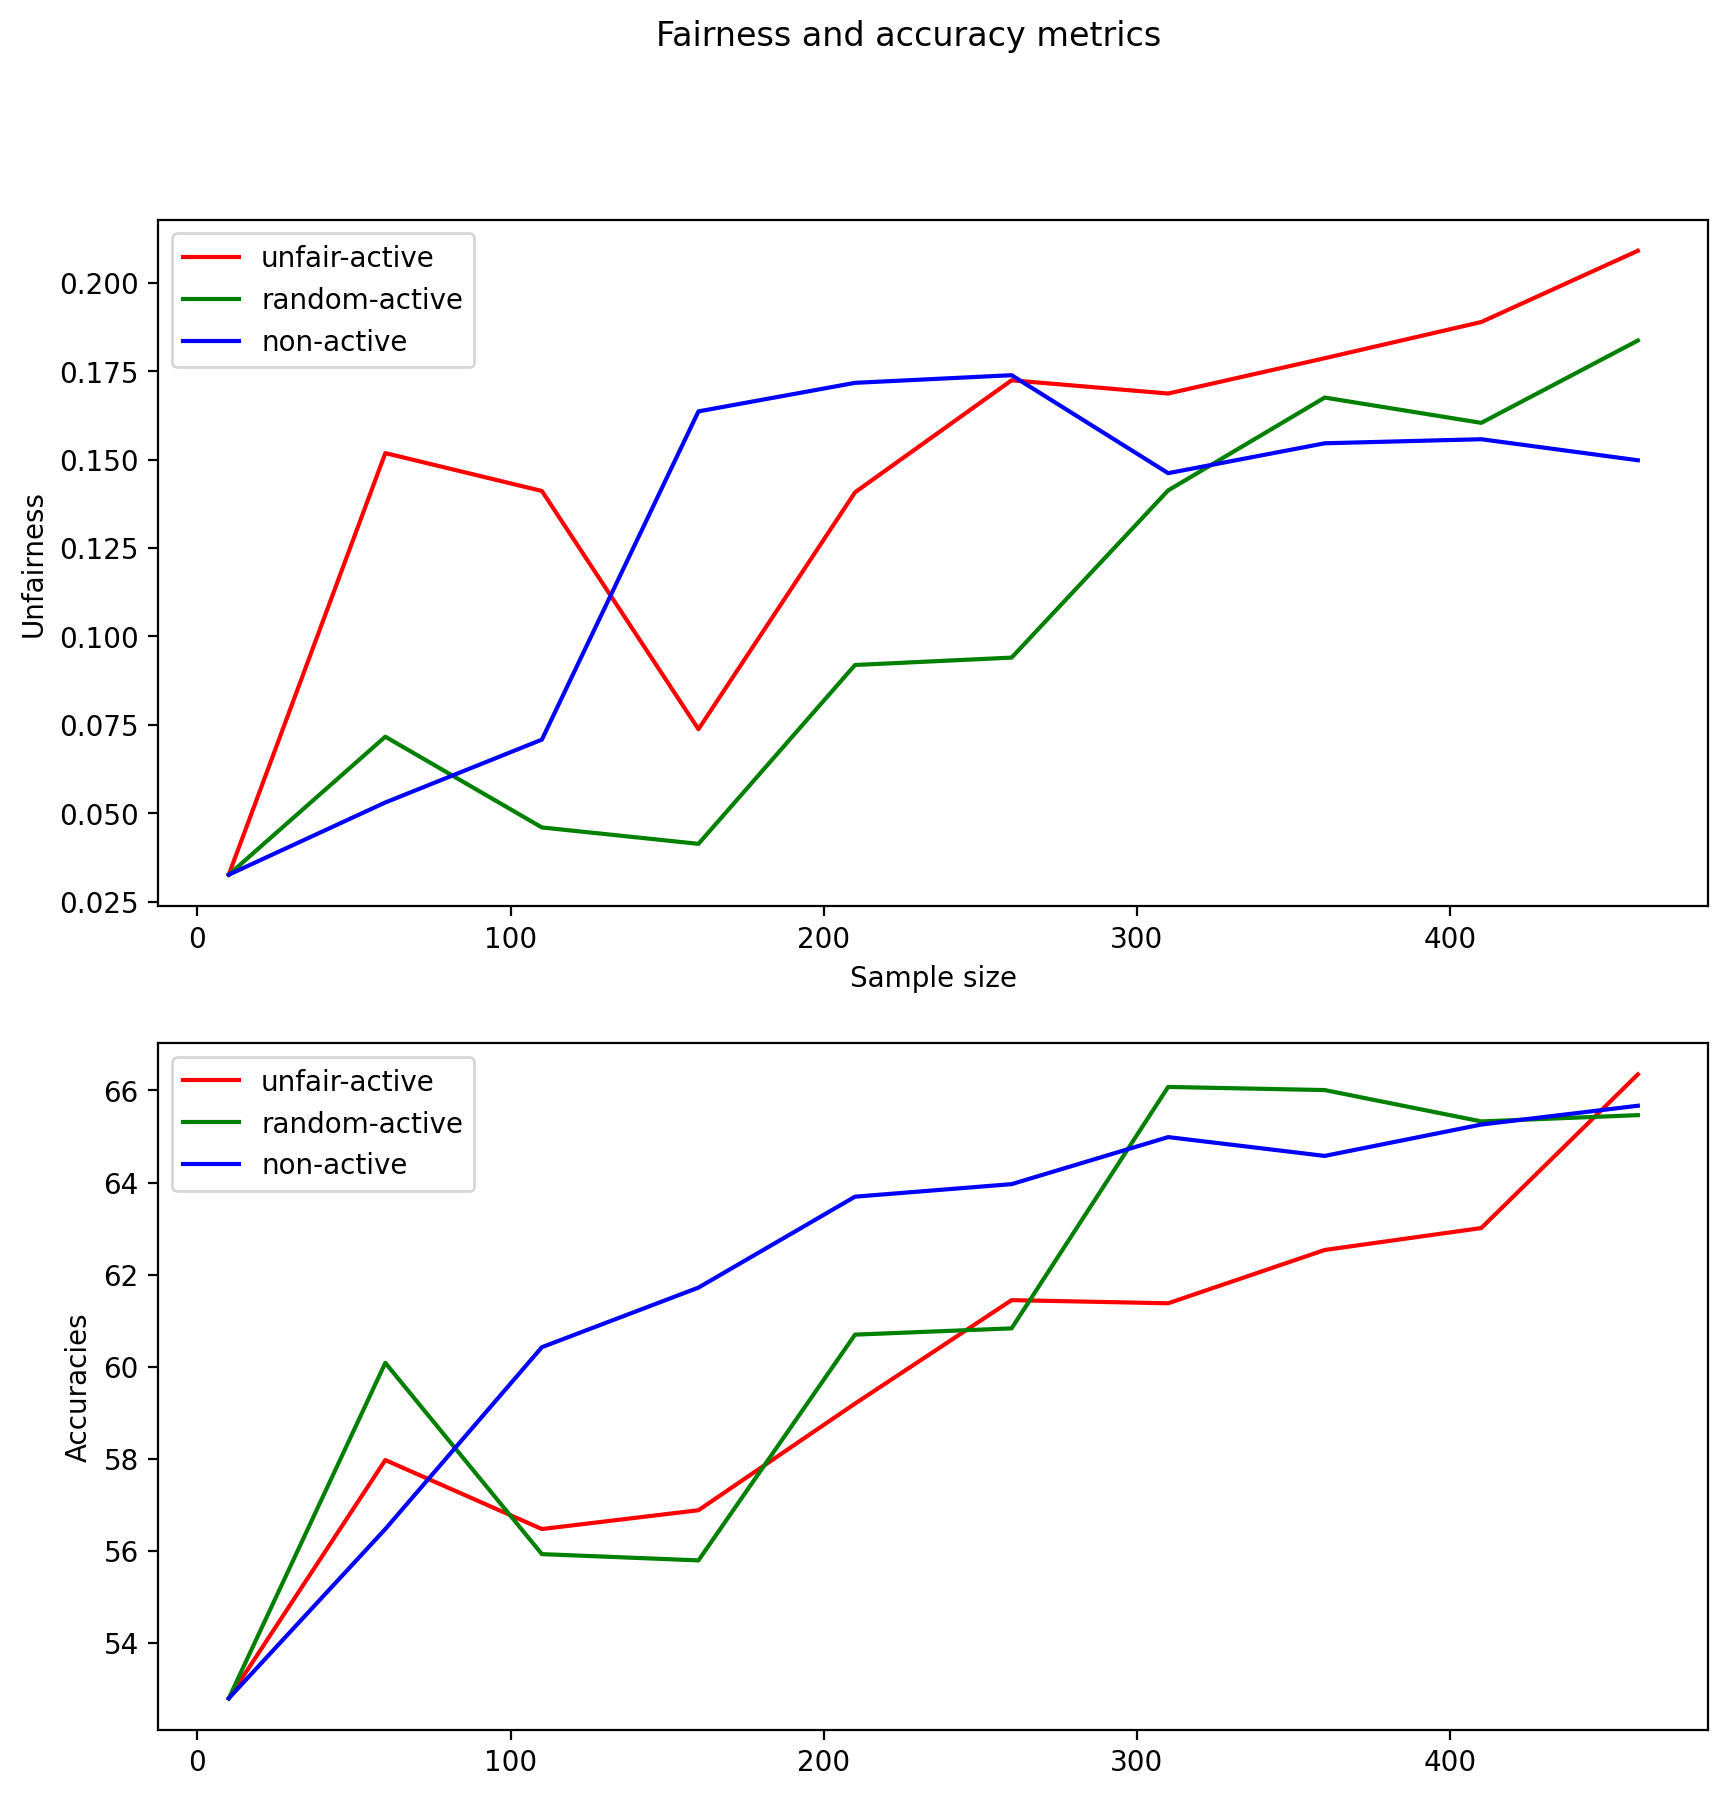 Fairness and accuracy metrics
unfair-active
random-active
non-active
0.200
0.175
0.150
0.125
0.100
0.075
0.050
0.025
Unfairness
0 100 200 300 400
Sample size
unfair-active
random-active
non-active
66
64
62
60
58
56
54
Accuracies
0 100 200 300 400